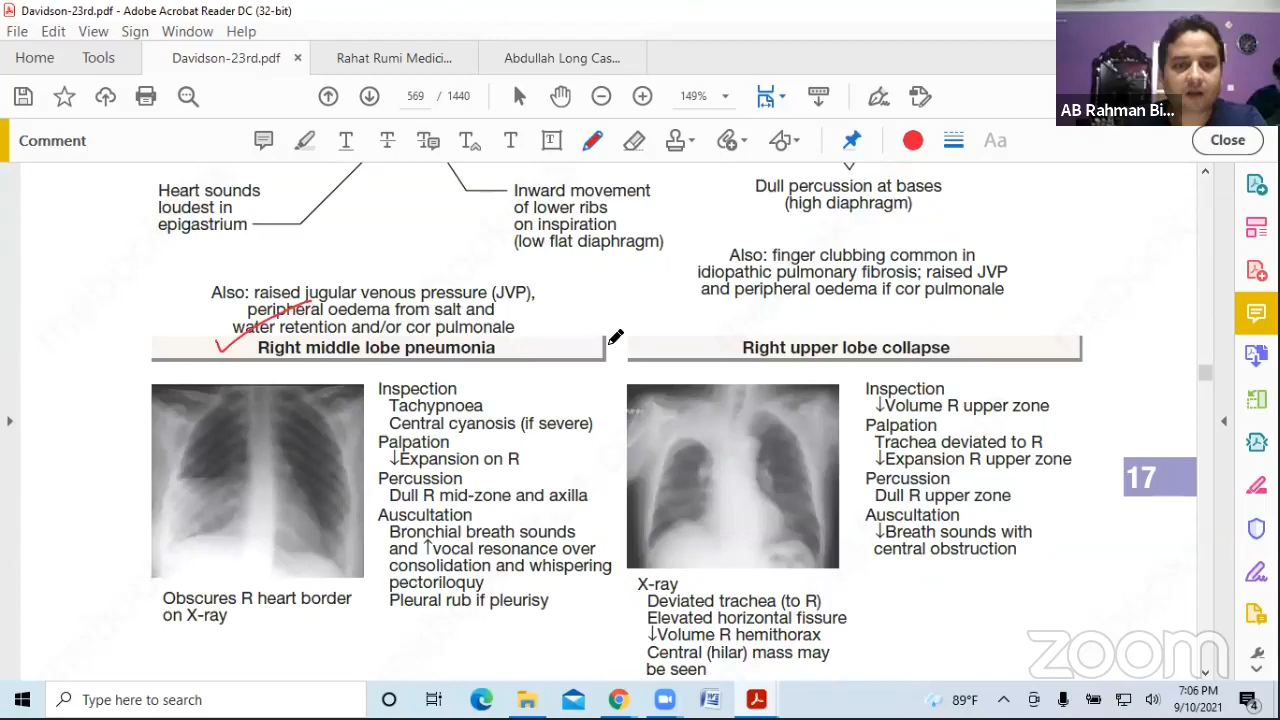 Davidson-23rd.pdf - Adobe Acrobat Reader DC (32-bit)
File Edit View Sign Window Help
Home Tools Davidson-23rd.pdf × Rahat Rumi Medici... Abdullah Long Cas...
569 / 1440 149%
AB Rahman Bi...
Comment Aa Close
Heart sounds
loudest in
epigastrium
Inward movement
of lower ribs
on inspiration
(low flat diaphragm)
Also: raised jugular venous pressure (JVP),
peripheral oedema from salt and
water retention and/or cor pulmonale
Dull percussion at bases
(high diaphragm)
Also: finger clubbing common in
idiopathic pulmonary fibrosis; raised JVP
and peripheral oedema if cor pulmonale
Right middle lobe pneumonia
Inspection
Tachypnoea
Central cyanosis (if severe)
Palpation
↓Expansion on R
Percussion
Dull R mid-zone and axilla
Auscultation
Bronchial breath sounds
and ↑vocal resonance over
consolidation and whispering
pectoriloquy
Pleural rub if pleurisy
Obscures R heart border
on X-ray
Right upper lobe collapse
Inspection
↓Volume R upper zone
Palpation
Trachea deviated to R
↓Expansion R upper zone
Percussion
Dull R upper zone
Auscultation
↓Breath sounds with
central obstruction
X-ray
Deviated trachea (to R)
Elevated horizontal fissure
↓Volume R hemithorax
Central (hilar) mass may
be seen
17
zoom
Type here to search
89°F
7:06 PM
9/10/2021
4